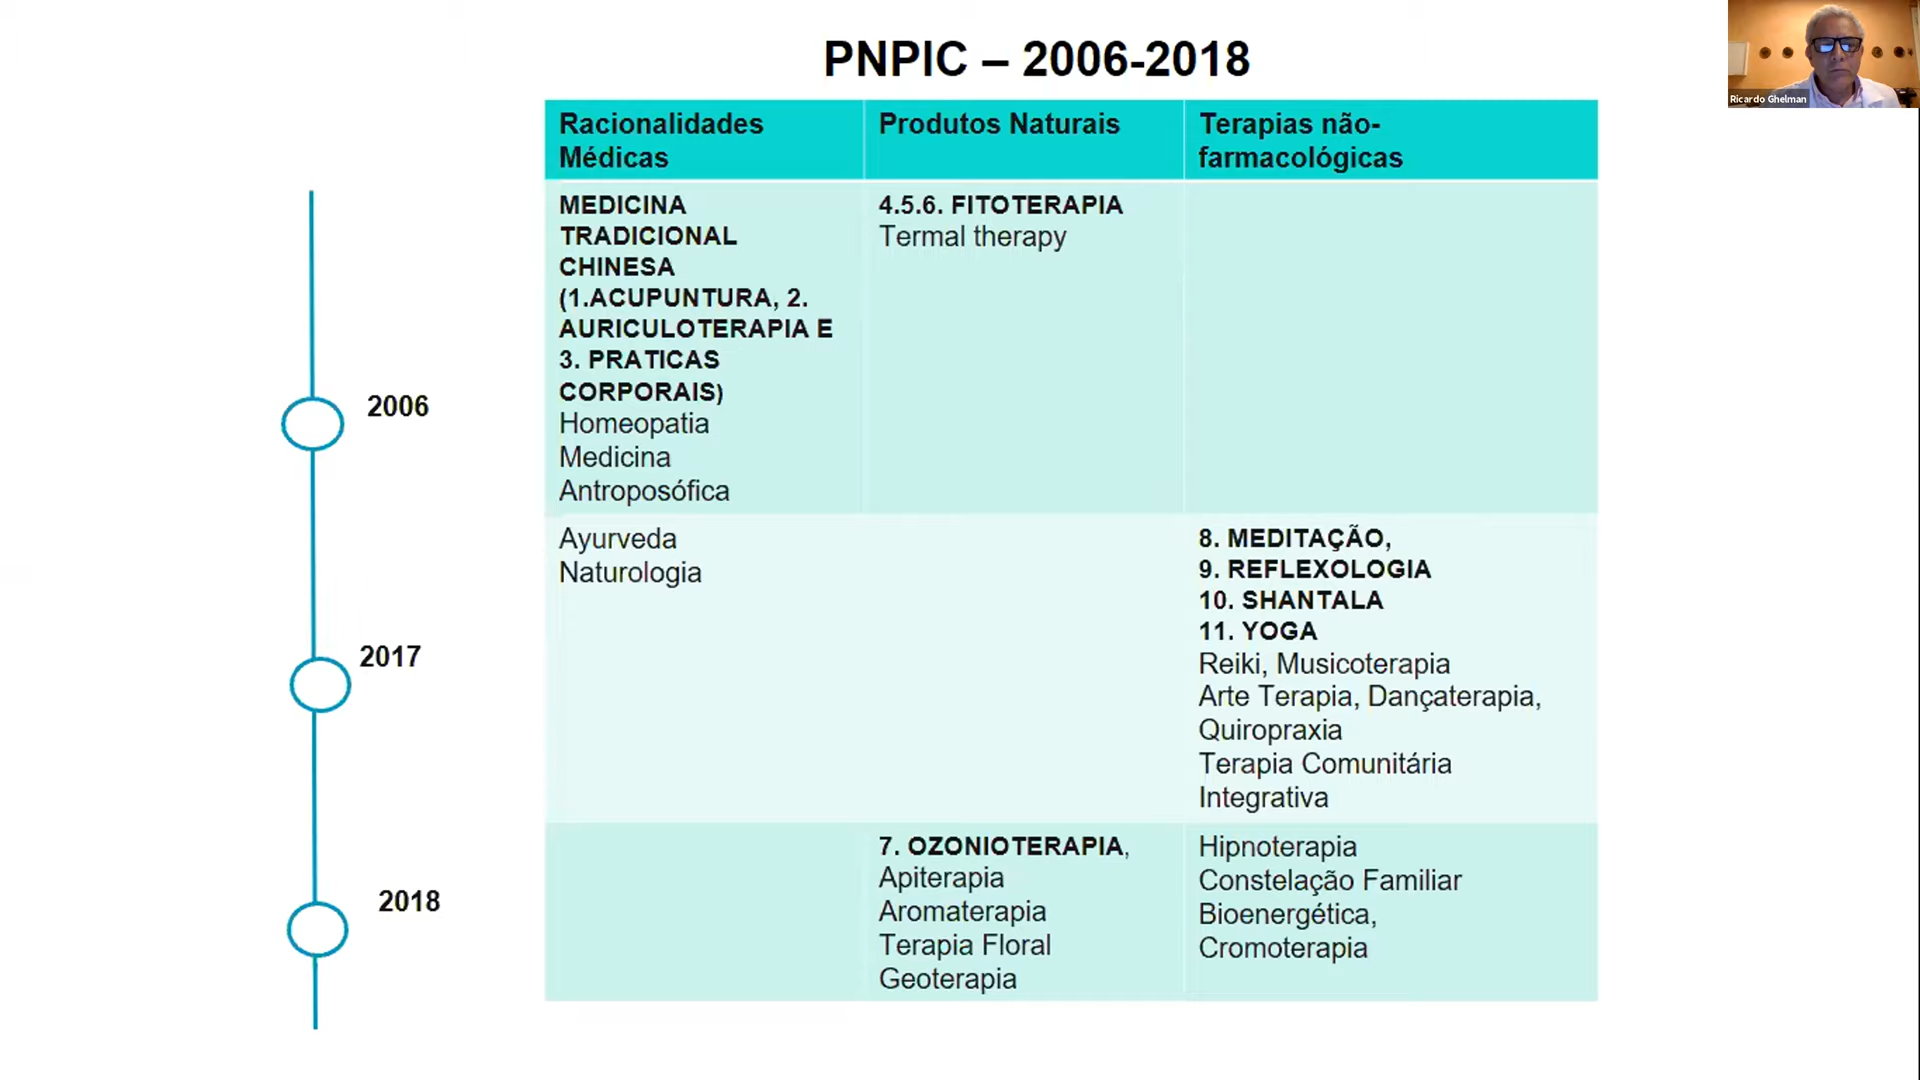 PNPIC – 2006-2018
Ricardo Ghelman
Racionalidades
Médicas
Produtos Naturais
Terapias não-
farmacológicas
2006
MEDICINA
TRADICIONAL
CHINESA
(1.ACUPUNTURA, 2.
AURICULOTERAPIA E
3. PRATICAS
CORPORAIS)
Homeopatia
Medicina
Antroposófica
4.5.6. FITOTERAPIA
Termal therapy
2017
Ayurveda
Naturologia
8. MEDITAÇÃO,
9. REFLEXOLOGIA
10. SHANTALA
11. YOGA
Reiki, Musicoterapia
Arte Terapia, Dançaterapia,
Quiropraxia
Terapia Comunitária
Integrativa
2018
7. OZONIOTERAPIA,
Apiterapia
Aromaterapia
Terapia Floral
Geoterapia
Hipnoterapia
Constelação Familiar
Bioenergética,
Cromoterapia